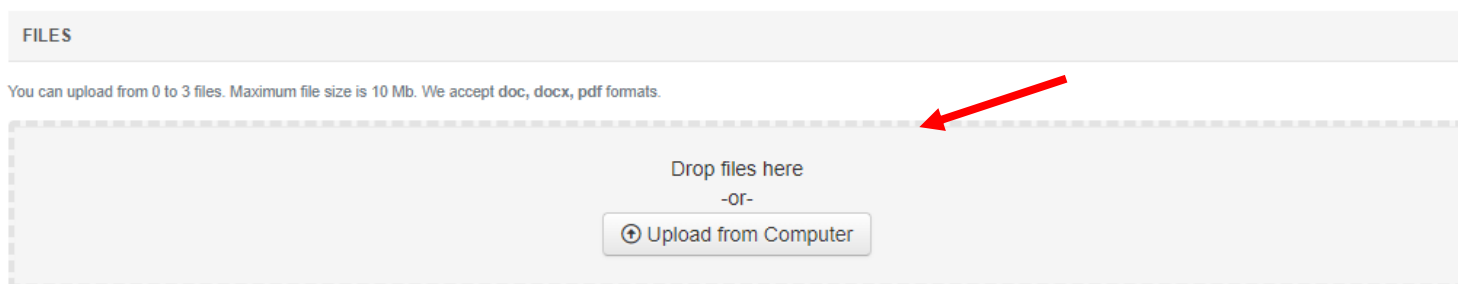 FILES
You can upload from 0 to 3 files. Maximum file size is 10 Mb. We accept doc, docx, pdf formats.
Drop files here
-or-
Upload from Computer